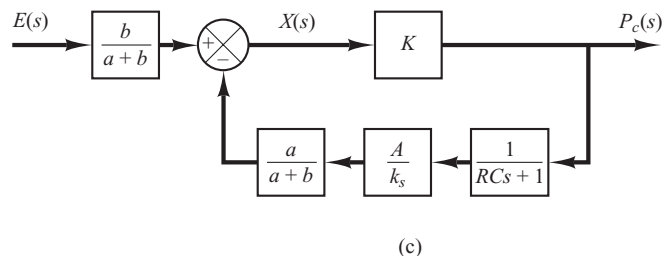 E(s)
b
a + b
+
−
X(s)
K
P_c(s)
a
a + b
A
k_s
1
RCs + 1
(c)